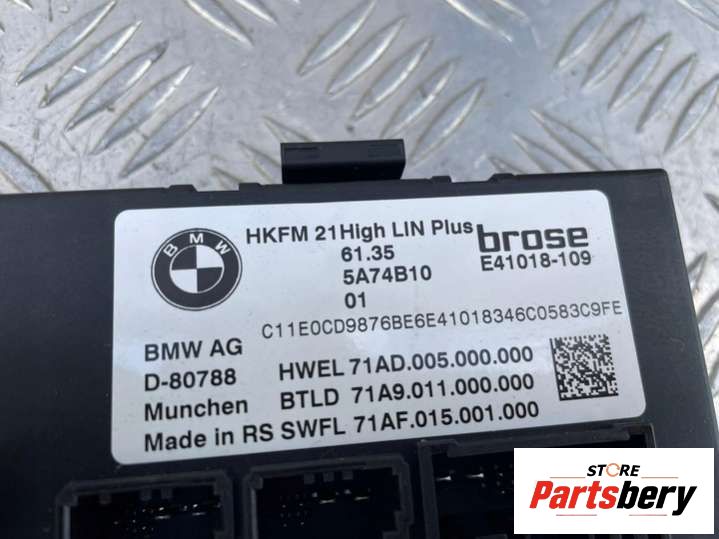 BMW
HKFM 21High LIN Plus
brose
61.35
E41018-109
5A74B10
01
C11E0CD9876BE6E41018346C0583C9FE
BMW AG
D-80788
Munchen
Made in RS
HWEL 71AD.005.000.000
BTLD 71A9.011.000.000
SWFL 71AF.015.001.000
STORE
Partsbery